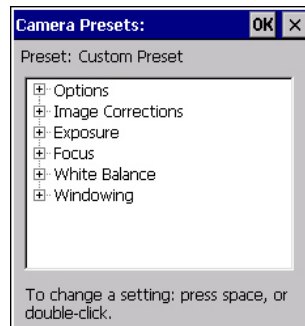 Camera Presets: OK ×
Preset: Custom Preset
Options
Image Corrections
Exposure
Focus
White Balance
Windowing
To change a setting: press space, or
double-click.